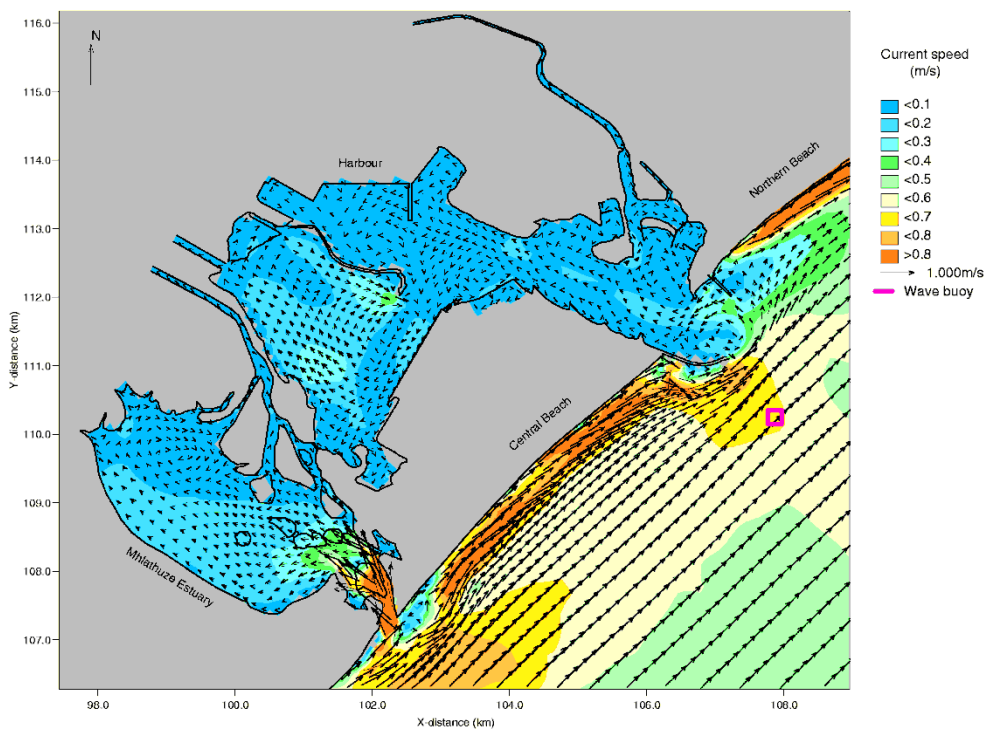 116.0
115.0
114.0
113.0
112.0
111.0
110.0
109.0
108.0
107.0
Y-distance (km)
N
Harbour
Northern Beach
Central Beach
Mhlathuze Estuary
98.0
100.0
102.0
104.0
106.0
108.0
X-distance (km)
Current speed
(m/s)
<0.1
<0.2
<0.3
<0.4
<0.5
<0.6
<0.7
<0.8
>0.8
1.000m/s
Wave buoy